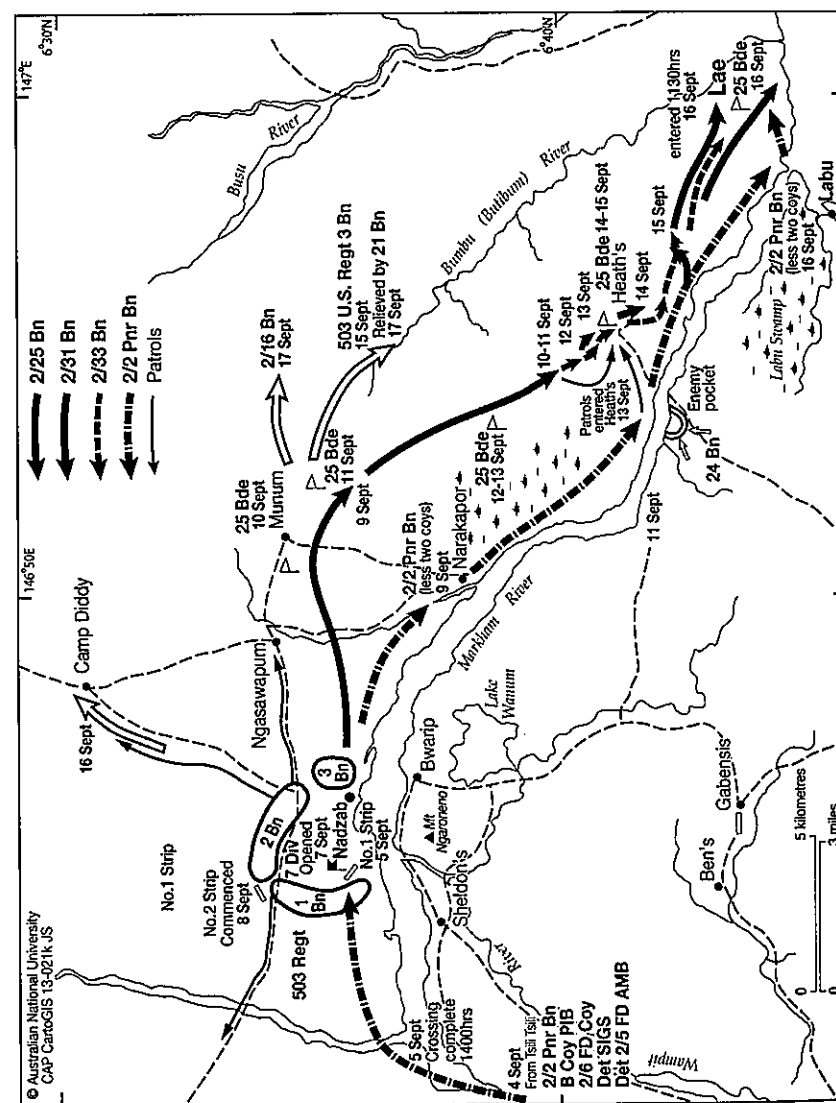 © Australian National University
CAP CartoGIS 13-021k JS
2/25 Bn
2/31 Bn
2/33 Bn
2/2 Pnr Bn
Patrols
147°E
6°30'N
146°50'E
6°40'N
Busu
River
Bumbu (Butibum) River
Camp Diddy
16 Sept
2/16 Bn
17 Sept
503 U.S. Regt 3 Bn
15 Sept
Relieved by 21 Bn
17 Sept
25 Bde
10 Sept
Munum
Ngasawapum
No.1 Strip
No.2 Strip
Commenced
8 Sept
2 Bn
3
Bn
1
Bn
503 Regt
7 Div
Opened
7 Sept
Nadzab
No.1 Strip
5 Sept
25 Bde
11 Sept
9 Sept
25 Bde
12-13 Sept
2/2 Pnr Bn
(less two coys)
9 Sept
Narakapor
10-11 Sept
12 Sept
13 Sept
25 Bde 14-15 Sept
Heath's
14 Sept
Patrols
entered
Heath's
13 Sept
15 Sept
entered 1130hrs
16 Sept
Lae
25 Bde
16 Sept
Labu Swamp
2/2 Pnr Bn
(less two coys)
16 Sept
Labu
Enemy
pocket
24 Bn
11 Sept
Markham River
Lake
Wanum
Bwarip
Mt
Ngaroneno
Sheldon's
Gabensis
Ben's
5 Sept
Crossing
complete
1400hrs
4 Sept
From Tsili Tsili
2/2 Pnr Bn
B Coy PIB
2/6 FD Coy
Det SIGS
Det 2/5 FD AMB
River
Wampit
0 5 kilometres
0 3 miles